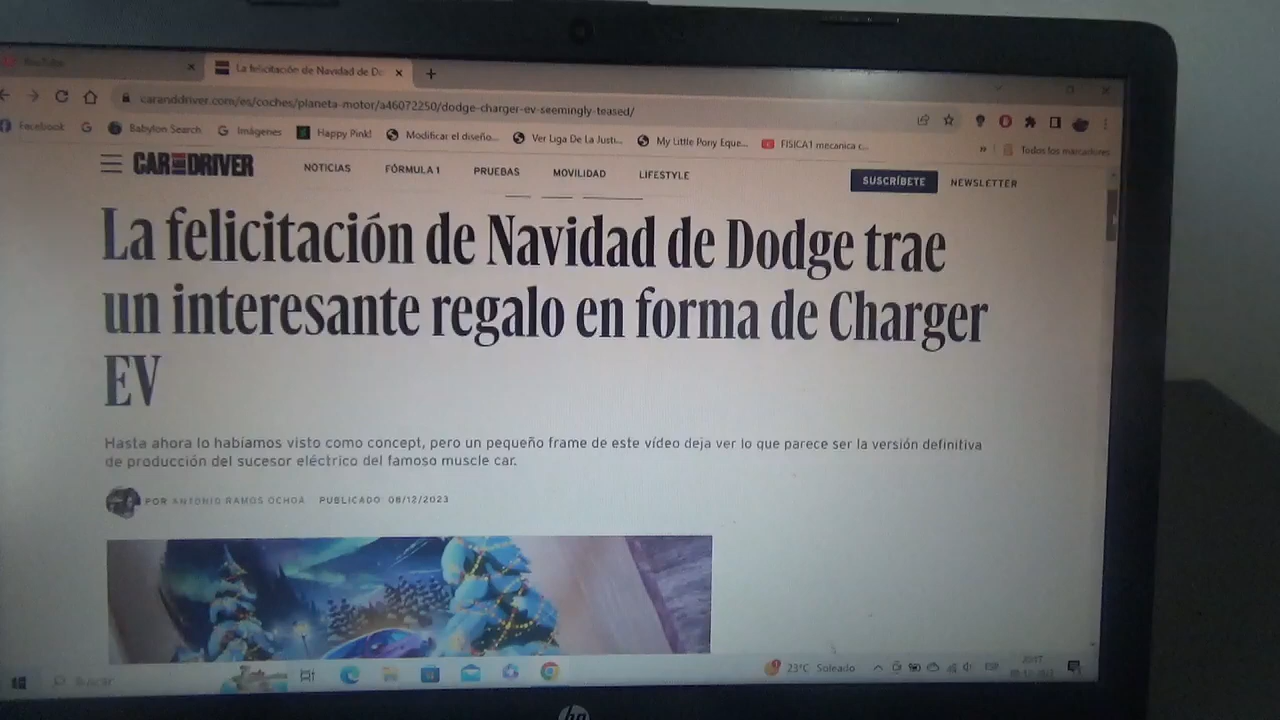 YouTube
La felicitación de Navidad de Do
caranddriver.com/es/coches/planeta-motor/a46072250/dodge-charger-ev-seemingly-teased/
Facebook G Babylon Search Imágenes Happy Pink! Modificar el diseño... Ver Liga De La Justi... My Little Pony Eque... FISICA1 mecanica c... » Todos los marcadores
CAR AND DRIVER NOTICIAS FÓRMULA 1 PRUEBAS MOVILIDAD LIFESTYLE SUSCRÍBETE NEWSLETTER
La felicitación de Navidad de Dodge trae
un interesante regalo en forma de Charger
EV
Hasta ahora lo habíamos visto como concept, pero un pequeño frame de este vídeo deja ver lo que parece ser la versión definitiva
de producción del sucesor eléctrico del famoso muscle car.
POR ANTONIO RAMOS OCHOA PUBLICADO: 08/12/2023
Buscar 23°C Soleado ESP 20:17
hp